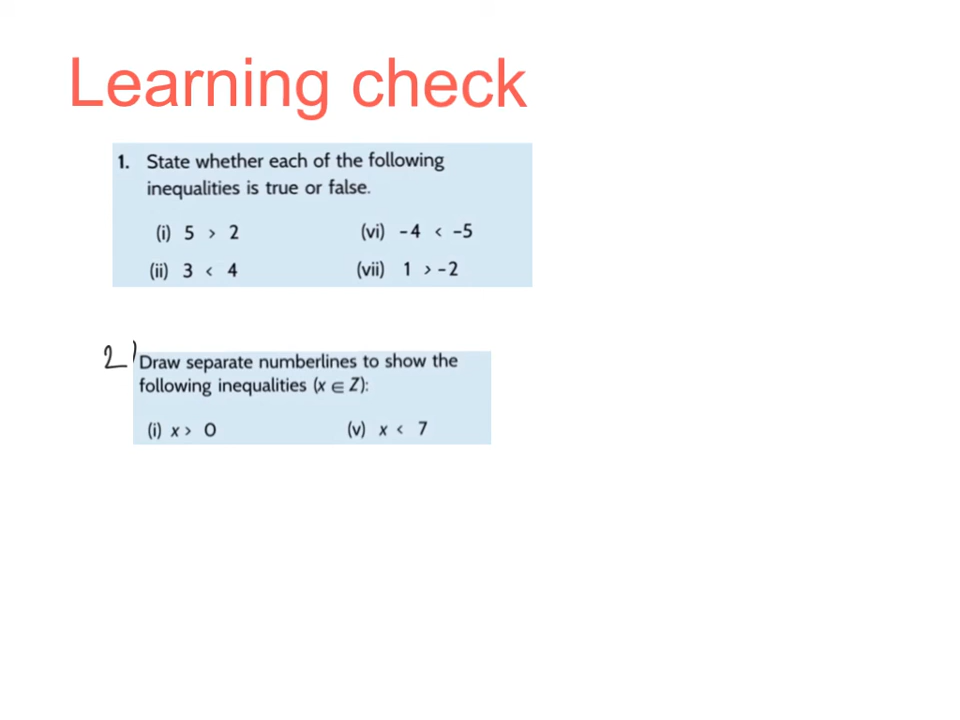 Learning check
1. State whether each of the following
inequalities is true or false.
(i) 5 > 2 (vi) -4 < -5
(ii) 3 < 4 (vii) 1 > -2
2) Draw separate numberlines to show the
following inequalities (x ∈ Z):
(i) x > 0 (v) x < 7